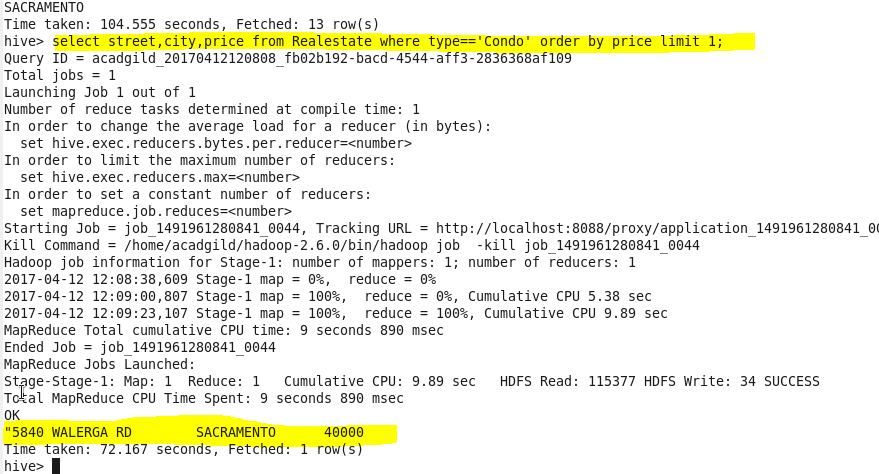 SACRAMENTO
Time taken: 104.555 seconds, Fetched: 13 row(s)
hive> select street,city,price from Realestate where type=='Condo' order by price limit 1;
Query ID = acadgild_20170412120808_fb02b192-bacd-4544-aff3-2836368af109
Total jobs = 1
Launching Job 1 out of 1
Number of reduce tasks determined at compile time: 1
In order to change the average load for a reducer (in bytes):
  set hive.exec.reducers.bytes.per.reducer=<number>
In order to limit the maximum number of reducers:
  set hive.exec.reducers.max=<number>
In order to set a constant number of reducers:
  set mapreduce.job.reduces=<number>
Starting Job = job_1491961280841_0044, Tracking URL = http://localhost:8088/proxy/application_1491961280841_00
Kill Command = /home/acadgild/hadoop-2.6.0/bin/hadoop job  -kill job_1491961280841_0044
Hadoop job information for Stage-1: number of mappers: 1; number of reducers: 1
2017-04-12 12:08:38,609 Stage-1 map = 0%,  reduce = 0%
2017-04-12 12:09:00,807 Stage-1 map = 100%,  reduce = 0%, Cumulative CPU 5.38 sec
2017-04-12 12:09:23,107 Stage-1 map = 100%,  reduce = 100%, Cumulative CPU 9.89 sec
MapReduce Total cumulative CPU time: 9 seconds 890 msec
Ended Job = job_1491961280841_0044
MapReduce Jobs Launched:
Stage-Stage-1: Map: 1  Reduce: 1   Cumulative CPU: 9.89 sec   HDFS Read: 115377 HDFS Write: 34 SUCCESS
Total MapReduce CPU Time Spent: 9 seconds 890 msec
OK
"5840 WALERGA RD        SACRAMENTO      40000
Time taken: 72.167 seconds, Fetched: 1 row(s)
hive>